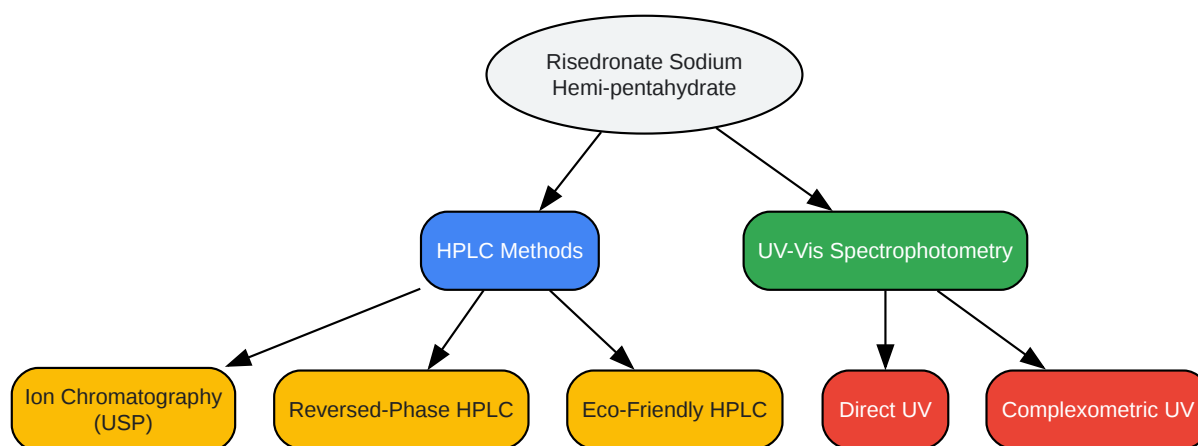 Risedronate Sodium
Hemi-pentahydrate
HPLC Methods
UV-Vis Spectrophotometry
Ion Chromatography
(USP)
Reversed-Phase HPLC
Eco-Friendly HPLC
Direct UV
Complexometric UV